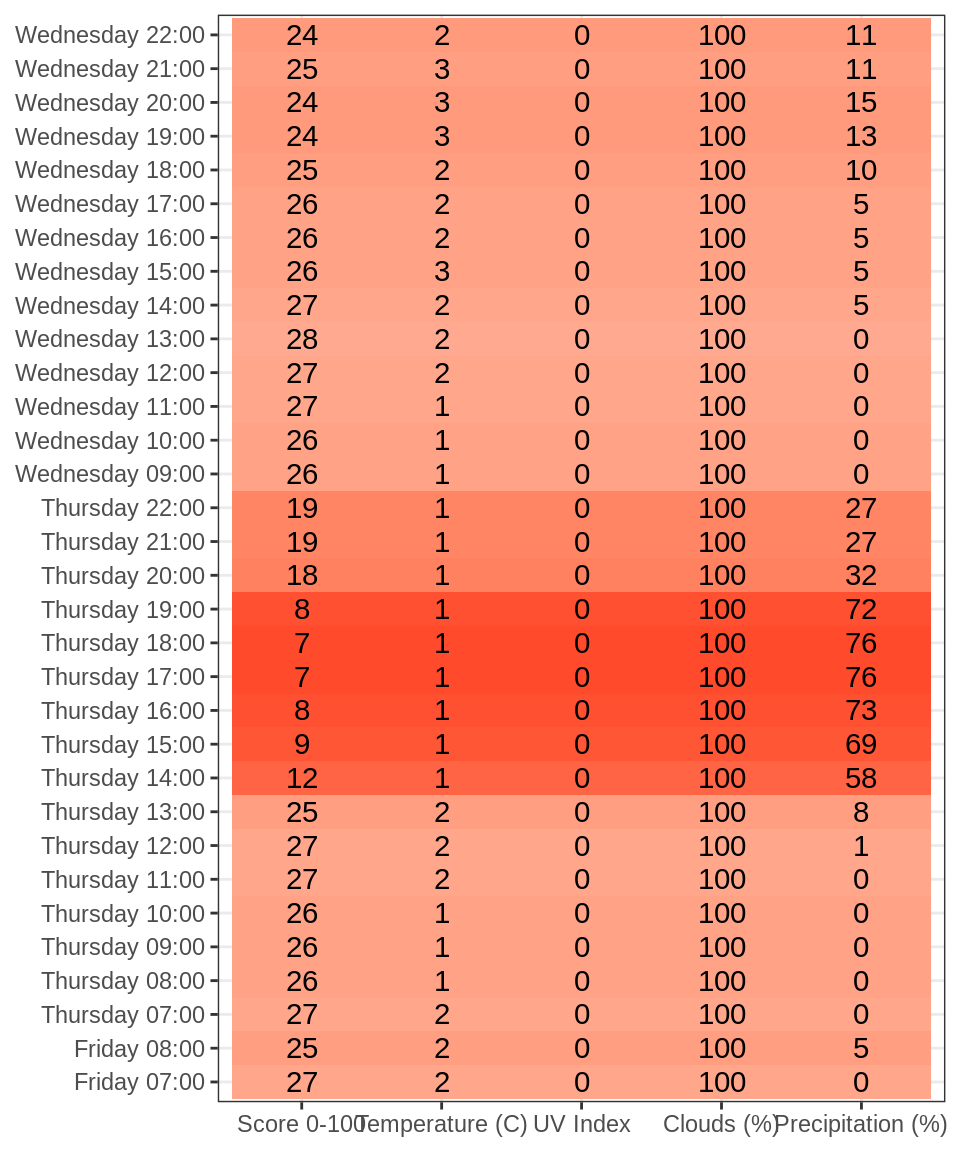 Wednesday 22:00 24 2 0 100 11
Wednesday 21:00 25 3 0 100 11
Wednesday 20:00 24 3 0 100 15
Wednesday 19:00 24 3 0 100 13
Wednesday 18:00 25 2 0 100 10
Wednesday 17:00 26 2 0 100 5
Wednesday 16:00 26 2 0 100 5
Wednesday 15:00 26 3 0 100 5
Wednesday 14:00 27 2 0 100 5
Wednesday 13:00 28 2 0 100 0
Wednesday 12:00 27 2 0 100 0
Wednesday 11:00 27 1 0 100 0
Wednesday 10:00 26 1 0 100 0
Wednesday 09:00 26 1 0 100 0
Thursday 22:00 19 1 0 100 27
Thursday 21:00 19 1 0 100 27
Thursday 20:00 18 1 0 100 32
Thursday 19:00 8 1 0 100 72
Thursday 18:00 7 1 0 100 76
Thursday 17:00 7 1 0 100 76
Thursday 16:00 8 1 0 100 73
Thursday 15:00 9 1 0 100 69
Thursday 14:00 12 1 0 100 58
Thursday 13:00 25 2 0 100 8
Thursday 12:00 27 2 0 100 1
Thursday 11:00 27 2 0 100 0
Thursday 10:00 26 1 0 100 0
Thursday 09:00 26 1 0 100 0
Thursday 08:00 26 1 0 100 0
Thursday 07:00 27 2 0 100 0
Friday 08:00 25 2 0 100 5
Friday 07:00 27 2 0 100 0
Score 0-100 Temperature (C) UV Index Clouds (%) Precipitation (%)